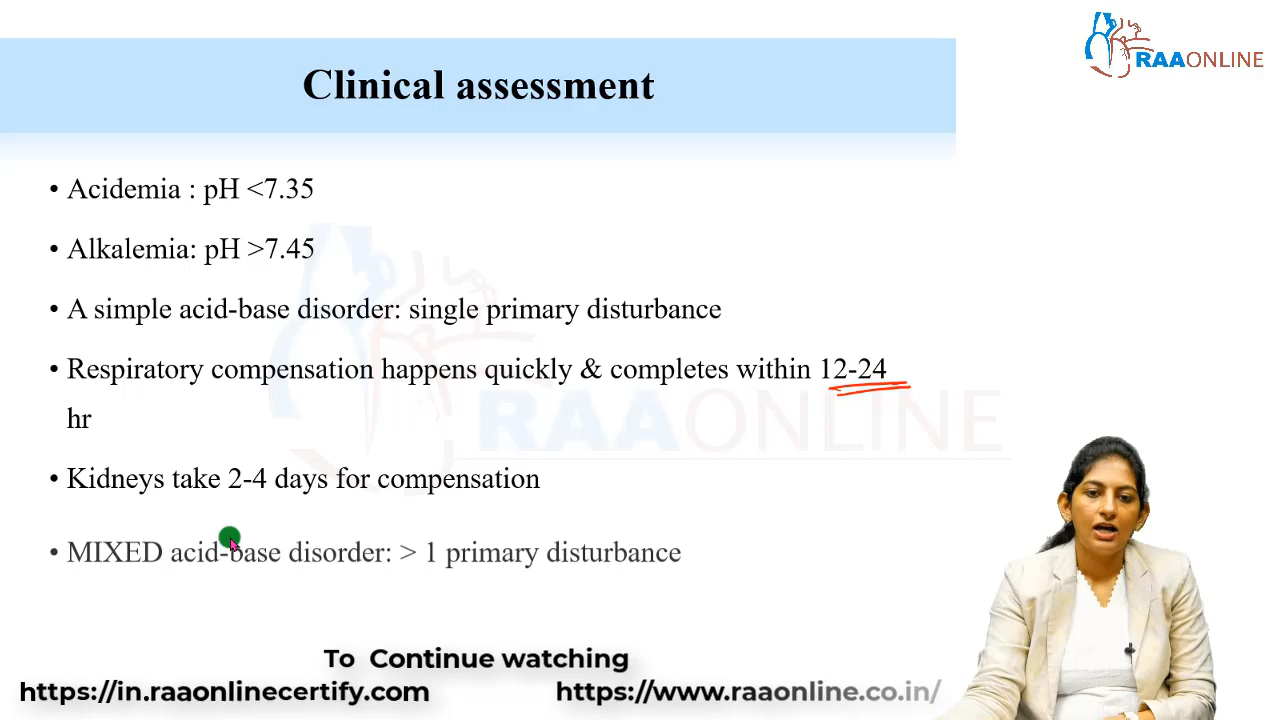 RAAONLINE
Clinical assessment
• Acidemia : pH <7.35
• Alkalemia: pH >7.45
• A simple acid-base disorder: single primary disturbance
• Respiratory compensation happens quickly & completes within 12-24
hr
• Kidneys take 2-4 days for compensation
• MIXED acid-base disorder: > 1 primary disturbance
RAAONLINE
To Continue watching
https://in.raaonlinecertify.com https://www.raaonline.co.in/